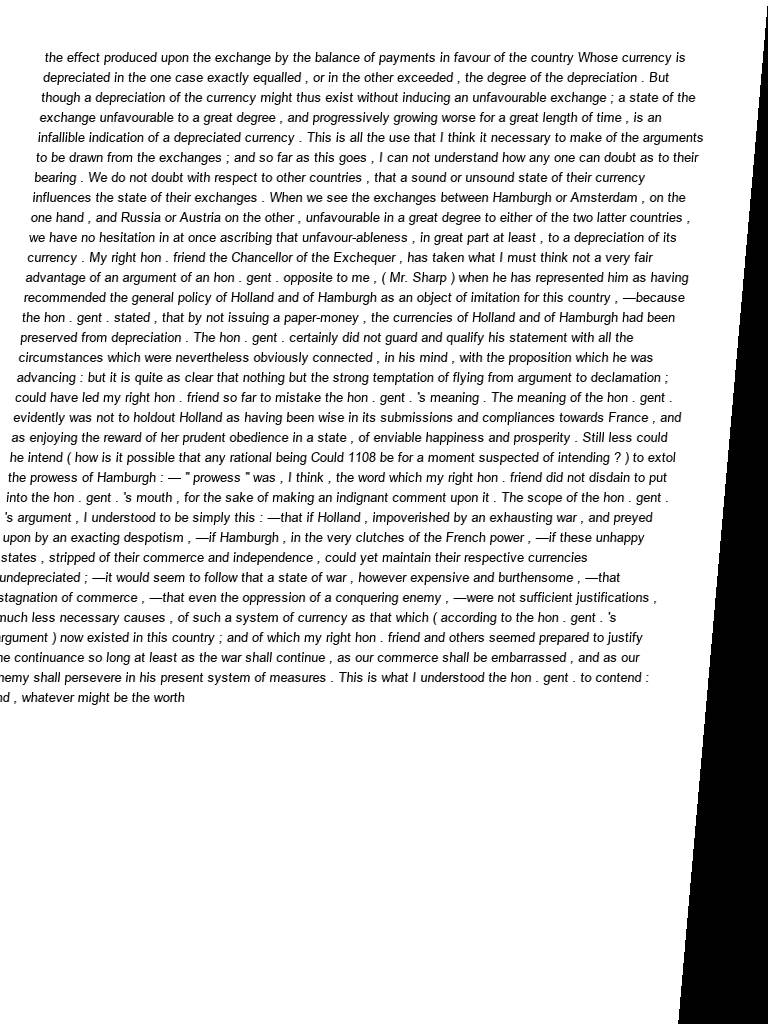 the effect produced upon the exchange by the balance of payments in favour of the country Whose currency is
depreciated in the one case exactly equalled , or in the other exceeded , the degree of the depreciation . But
though a depreciation of the currency might thus exist without inducing an unfavourable exchange ; a state of the
exchange unfavourable to a great degree , and progressively growing worse for a great length of time , is an
infallible indication of a depreciated currency . This is all the use that I think it necessary to make of the arguments
to be drawn from the exchanges ; and so far as this goes , I can not understand how any one can doubt as to their
bearing . We do not doubt with respect to other countries , that a sound or unsound state of their currency
influences the state of their exchanges . When we see the exchanges between Hamburgh or Amsterdam , on the
one hand , and Russia or Austria on the other , unfavourable in a great degree to either of the two latter countries ,
we have no hesitation in at once ascribing that unfavour-ableness , in great part at least , to a depreciation of its
currency . My right hon . friend the Chancellor of the Exchequer , has taken what I must think not a very fair
advantage of an argument of an hon . gent . opposite to me , ( Mr. Sharp ) when he has represented him as having
recommended the general policy of Holland and of Hamburgh as an object of imitation for this country , —because
the hon . gent . stated , that by not issuing a paper-money , the currencies of Holland and of Hamburgh had been
preserved from depreciation . The hon . gent . certainly did not guard and qualify his statement with all the
circumstances which were nevertheless obviously connected , in his mind , with the proposition which he was
advancing : but it is quite as clear that nothing but the strong temptation of flying from argument to declamation ;
could have led my right hon . friend so far to mistake the hon . gent . 's meaning . The meaning of the hon . gent .
evidently was not to holdout Holland as having been wise in its submissions and compliances towards France , and
as enjoying the reward of her prudent obedience in a state , of enviable happiness and prosperity . Still less could
he intend ( how is it possible that any rational being Could 1108 be for a moment suspected of intending ? ) to extol
the prowess of Hamburgh : — " prowess " was , I think , the word which my right hon . friend did not disdain to put
into the hon . gent . 's mouth , for the sake of making an indignant comment upon it . The scope of the hon . gent .
's argument , I understood to be simply this : —that if Holland , impoverished by an exhausting war , and preyed
upon by an exacting despotism , —if Hamburgh , in the very clutches of the French power , —if these unhappy
states , stripped of their commerce and independence , could yet maintain their respective currencies
undepreciated ; —it would seem to follow that a state of war , however expensive and burthensome , —that
stagnation of commerce , —that even the oppression of a conquering enemy , —were not sufficient justifications ,
much less necessary causes , of such a system of currency as that which ( according to the hon . gent . 's
rgument ) now existed in this country ; and of which my right hon . friend and others seemed prepared to justify
he continuance so long at least as the war shall continue , as our commerce shall be embarrassed , and as our
nemy shall persevere in his present system of measures . This is what I understood the hon . gent . to contend :
nd , whatever might be the worth